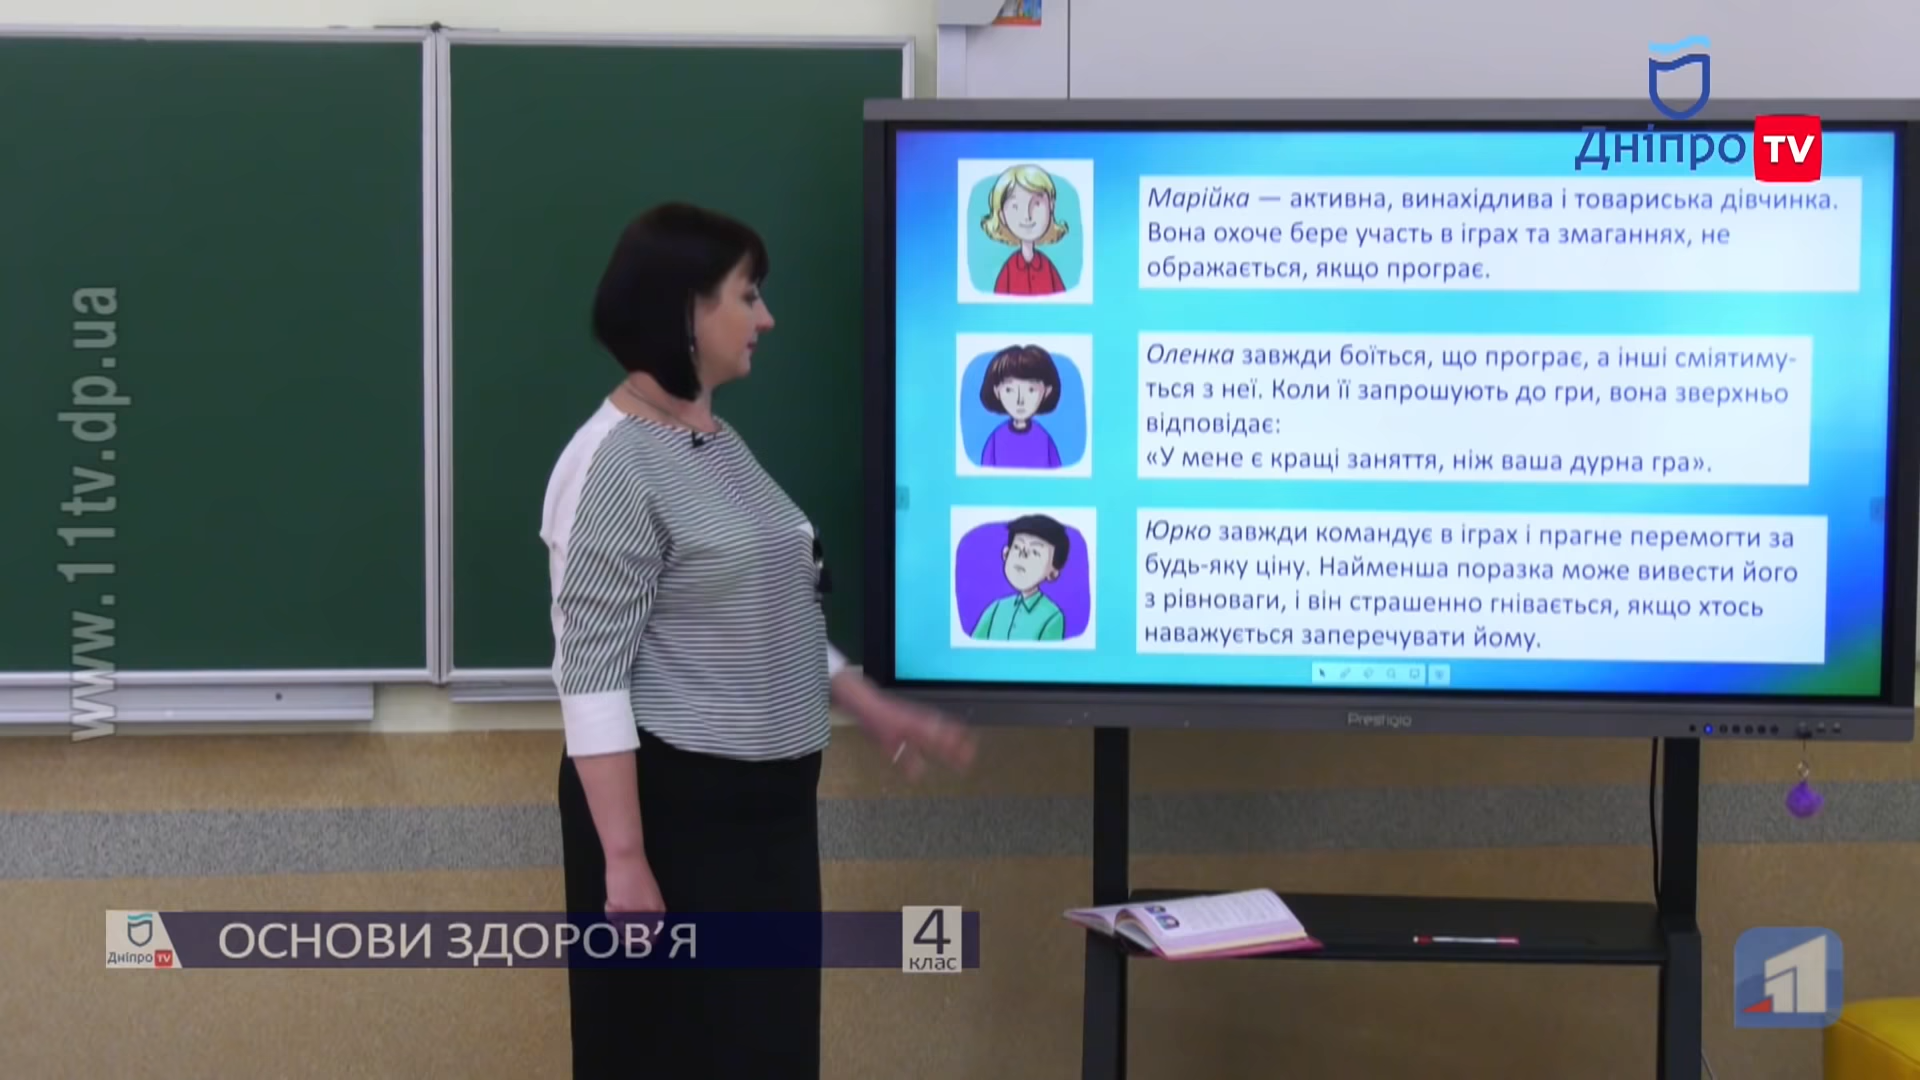 Дніпро TV
Марійка — активна, винахідлива і товариська дівчинка.
Вона охоче бере участь в іграх та змаганнях, не
ображається, якщо програє.
Оленка завжди боїться, що програє, а інші сміятиму-
ться з неї. Коли її запрошують до гри, вона зверхньо
відповідає:
«У мене є кращі заняття, ніж ваша дурна гра».
Юрко завжди командує в іграх і прагне перемогти за
будь-яку ціну. Найменша поразка може вивести його
з рівноваги, і він страшенно гнівається, якщо хтось
наважується заперечувати йому.
Prestigio
www.11tv.dp.ua
Дніпро TV
ОСНОВИ ЗДОРОВ’Я
4
клас
11